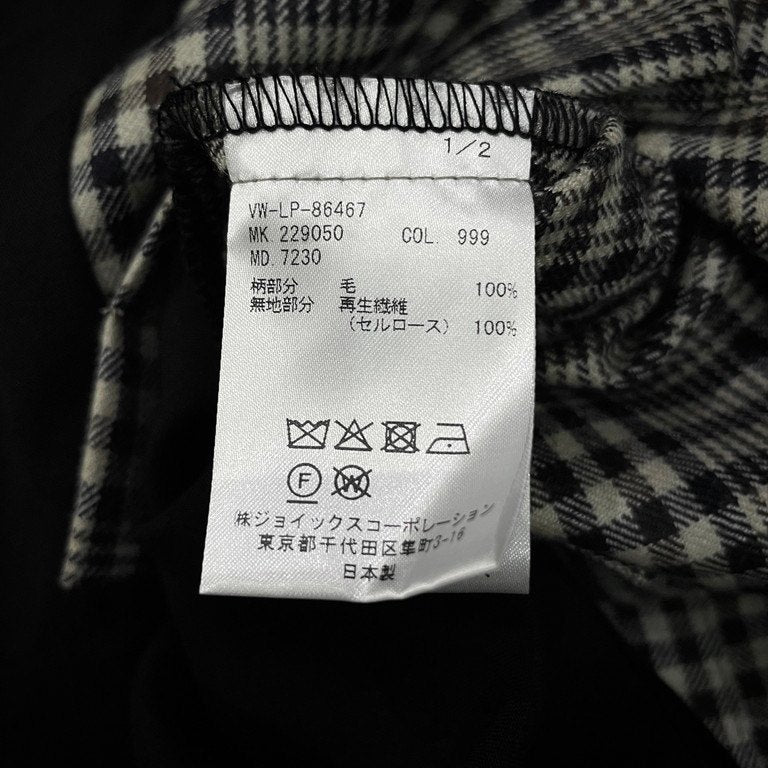 1/2
VW-LP-86467
MK. 229050 COL. 999
MD. 7230
柄部分 毛 100%
無地部分 再生繊維
(セルロース) 100%
F W
株ジョイックスコーポレーション
東京都千代田区隼町3-16
日本製